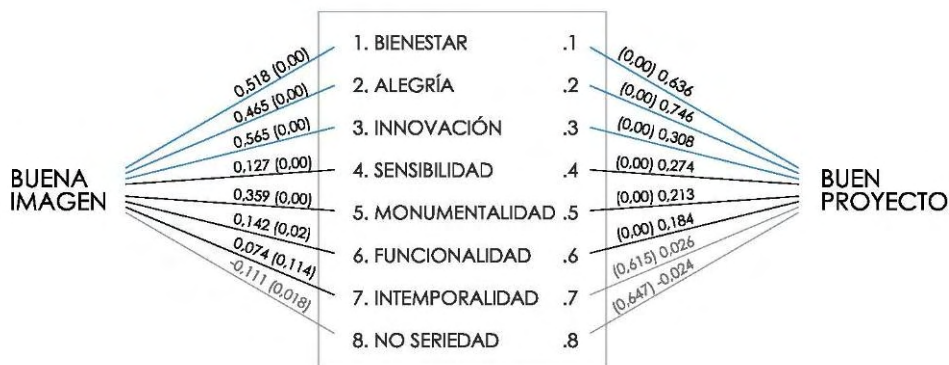 1. BIENESTAR .1
2. ALEGRÍA .2
3. INNOVACIÓN .3
4. SENSIBILIDAD .4
5. MONUMENTALIDAD .5
6. FUNCIONALIDAD .6
7. INTEMPORALIDAD .7
8. NO SERIEDAD .8
BUENA
IMAGEN
0,518 (0,00)
0,465 (0,00)
0,565 (0,00)
0,127 (0,00)
0,359 (0,00)
0,142 (0,02)
0,074 (0,114)
-0,111 (0,018)
(0,00) 0,636
(0,00) 0,746
(0,00) 0,308
(0,00) 0,274
(0,00) 0,213
(0,00) 0,184
(0,615) 0,026
(0,647) -0,024
BUEN
PROYECTO